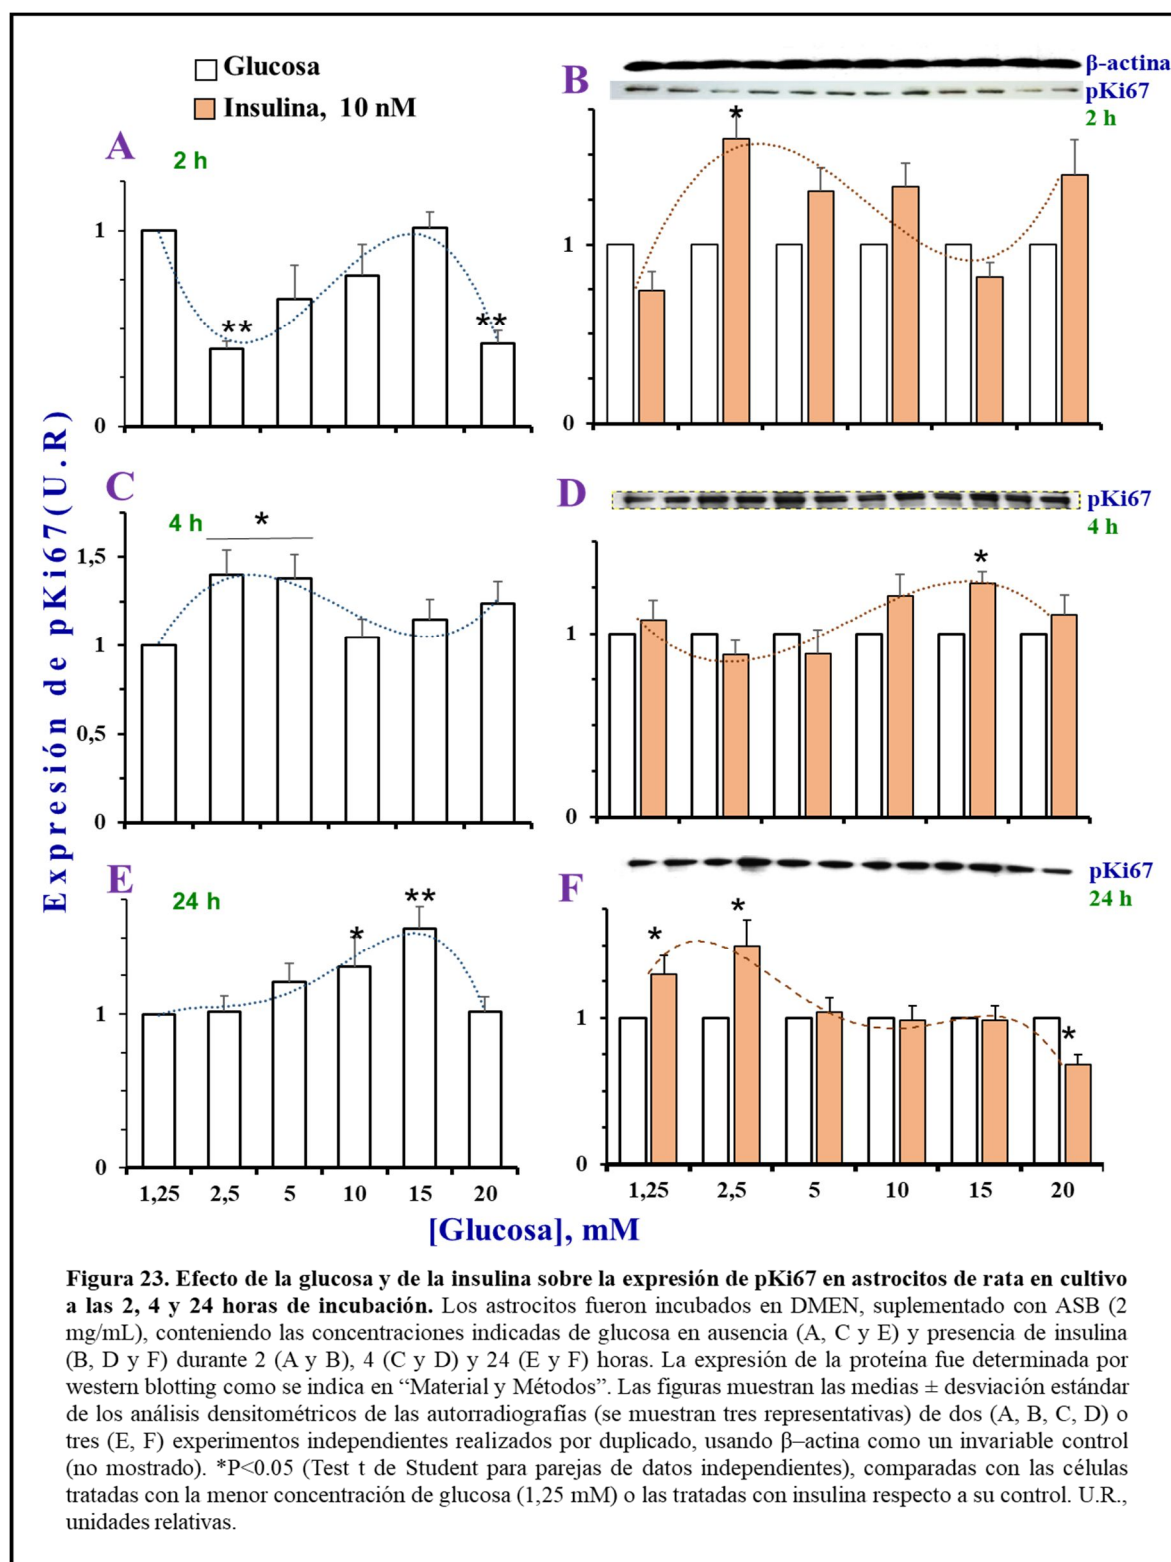 Glucosa
Insulina, 10 nM
A
2 h
1
**
**
0
B
β-actina
pKi67
2 h
*
1
0
Expresión de pKi67(U.R)
C
4 h
*
1,5
1
0,5
0
D
pKi67
4 h
*
1
0
E
24 h
*
**
1
0
1,25 2,5 5 10 15 20
F
pKi67
24 h
*
*
*
1
0
1,25 2,5 5 10 15 20
[Glucosa], mM
Figura 23. Efecto de la glucosa y de la insulina sobre la expresión de pKi67 en astrocitos de rata en cultivo
a las 2, 4 y 24 horas de incubación. Los astrocitos fueron incubados en DMEN, suplementado con ASB (2
mg/mL), conteniendo las concentraciones indicadas de glucosa en ausencia (A, C y E) y presencia de insulina
(B, D y F) durante 2 (A y B), 4 (C y D) y 24 (E y F) horas. La expresión de la proteína fue determinada por
western blotting como se indica en “Material y Métodos”. Las figuras muestran las medias ± desviación estándar
de los análisis densitométricos de las autorradiografías (se muestran tres representativas) de dos (A, B, C, D) o
tres (E, F) experimentos independientes realizados por duplicado, usando β–actina como un invariable control
(no mostrado). *P<0.05 (Test t de Student para parejas de datos independientes), comparadas con las células
tratadas con la menor concentración de glucosa (1,25 mM) o las tratadas con insulina respecto a su control. U.R.,
unidades relativas.